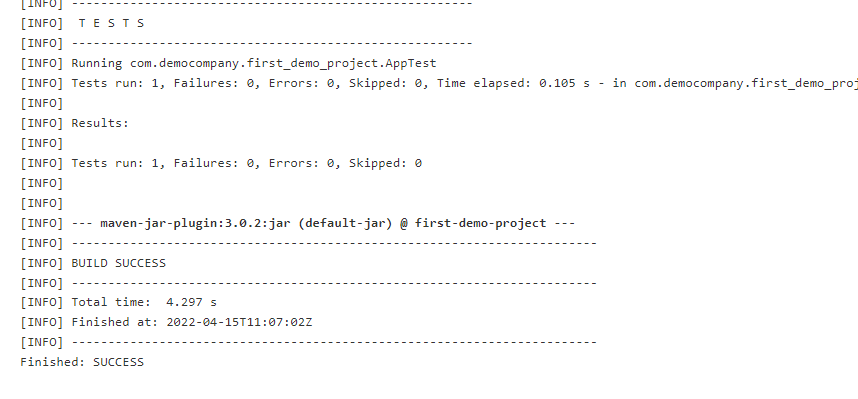 [INFO] -------------------------------------------------------
[INFO]  T E S T S
[INFO] -------------------------------------------------------
[INFO] Running com.democompany.first_demo_project.AppTest
[INFO] Tests run: 1, Failures: 0, Errors: 0, Skipped: 0, Time elapsed: 0.105 s - in com.democompany.first_demo_proj
[INFO]
[INFO] Results:
[INFO]
[INFO] Tests run: 1, Failures: 0, Errors: 0, Skipped: 0
[INFO]
[INFO]
[INFO] --- maven-jar-plugin:3.0.2:jar (default-jar) @ first-demo-project ---
[INFO] ------------------------------------------------------------------------
[INFO] BUILD SUCCESS
[INFO] ------------------------------------------------------------------------
[INFO] Total time:  4.297 s
[INFO] Finished at: 2022-04-15T11:07:02Z
[INFO] ------------------------------------------------------------------------
Finished: SUCCESS